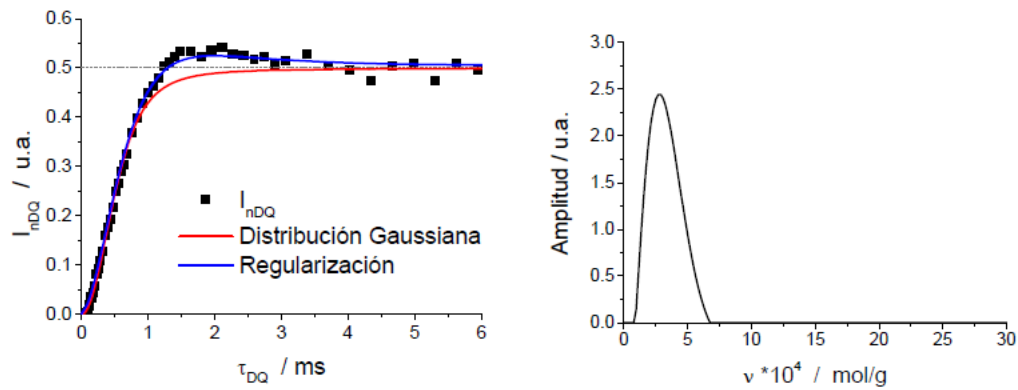 0.6
0.5
0.4
0.3
0.2
0.1
0.0
I_nDQ / u.a.
0 1 2 3 4 5 6
τ_DQ / ms
I_nDQ
Distribución Gaussiana
Regularización
3.0
2.5
2.0
1.5
1.0
0.5
0.0
Amplitud / u.a.
0 5 10 15 20 25 30
ν *10⁴ / mol/g